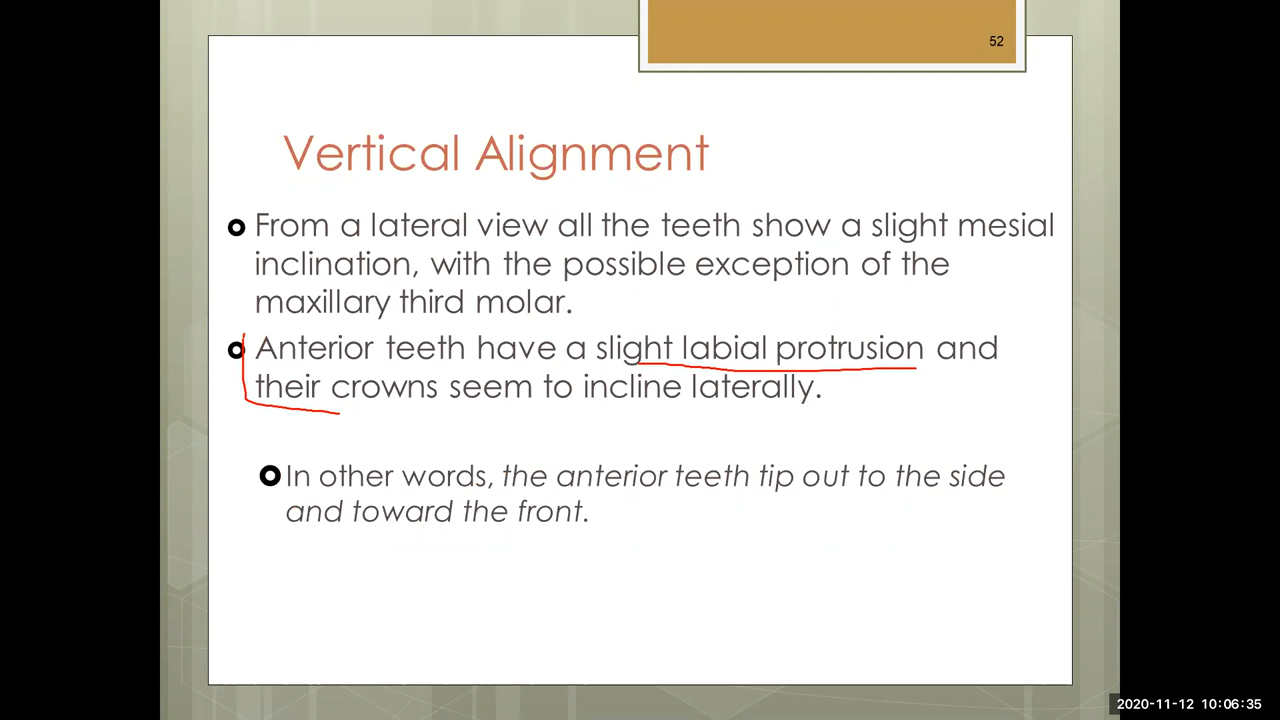 52
Vertical Alignment
From a lateral view all the teeth show a slight mesial
inclination, with the possible exception of the
maxillary third molar.
Anterior teeth have a slight labial protrusion and
their crowns seem to incline laterally.
In other words, the anterior teeth tip out to the side
and toward the front.
2020-11-12 10:06:35